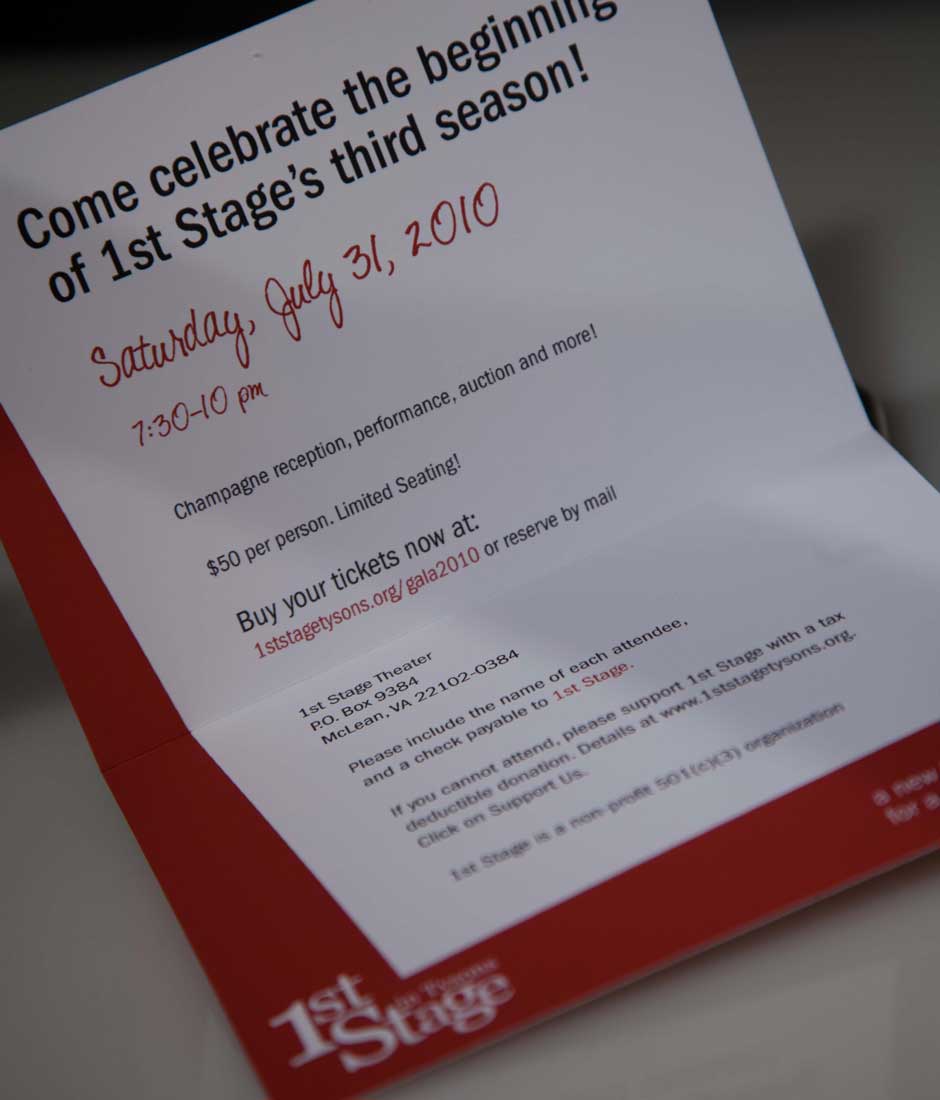 Come celebrate the beginning
of 1st Stage's third season!
Saturday, July 31, 2010
7:30-10 pm
Champagne reception, performance, auction and more!
$50 per person. Limited Seating!
Buy your tickets now at:
1ststagetysons.org/gala2010 or reserve by mail
1st Stage Theater
P.O. Box 9384
McLean, VA 22102-0384
Please include the name of each attendee,
and a check payable to 1st Stage.
If you cannot attend, please support 1st Stage with a tax
deductible donation. Details at www.1ststagetysons.org.
Click on Support Us.
1st Stage is a non-profit 501(c)(3) organization
a new
for a
1st
in Tysons
Stage